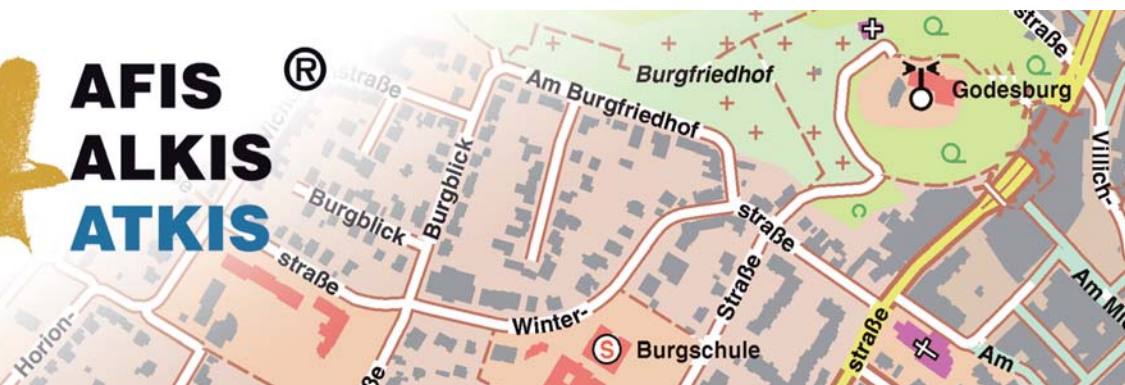 AFIS
®
ALKIS
ATKIS
straße
Am Burgfriedhof
Burgfriedhof
Godesburg
straße
Villich-
Burgblick
Burgblick
straße
straße
Straße
Winter-
S
Burgschule
straße
Am
Horion-